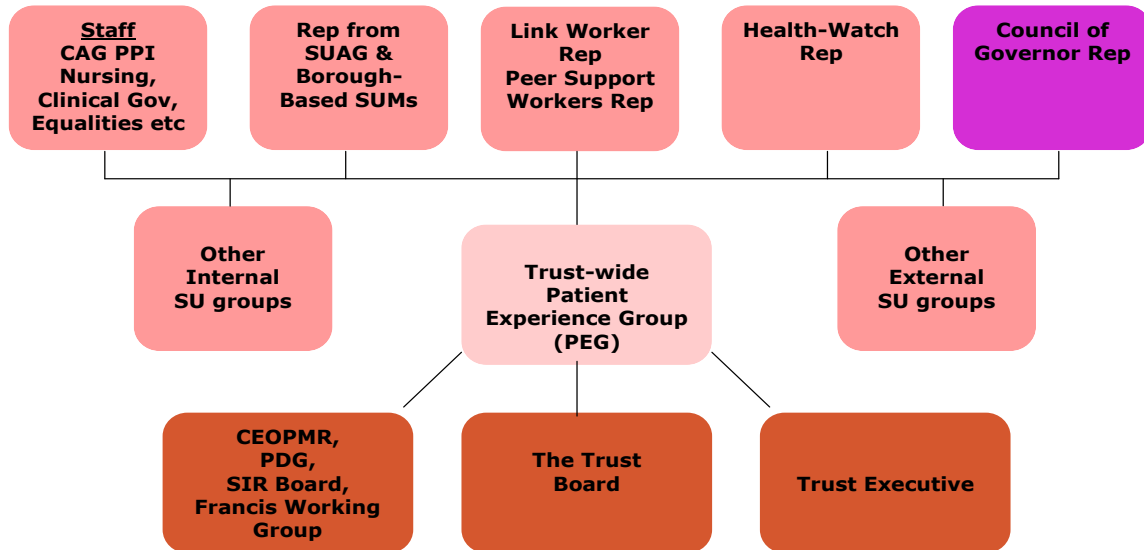 Staff
CAG PPI
Nursing,
Clinical Gov,
Equalities etc
Rep from
SUAG &
Borough-
Based SUMs
Link Worker
Rep
Peer Support
Workers Rep
Health-Watch
Rep
Council of
Governor Rep
Other
Internal
SU groups
Trust-wide
Patient
Experience Group
(PEG)
Other
External
SU groups
CEOPMR,
PDG,
SIR Board,
Francis Working
Group
The Trust
Board
Trust Executive